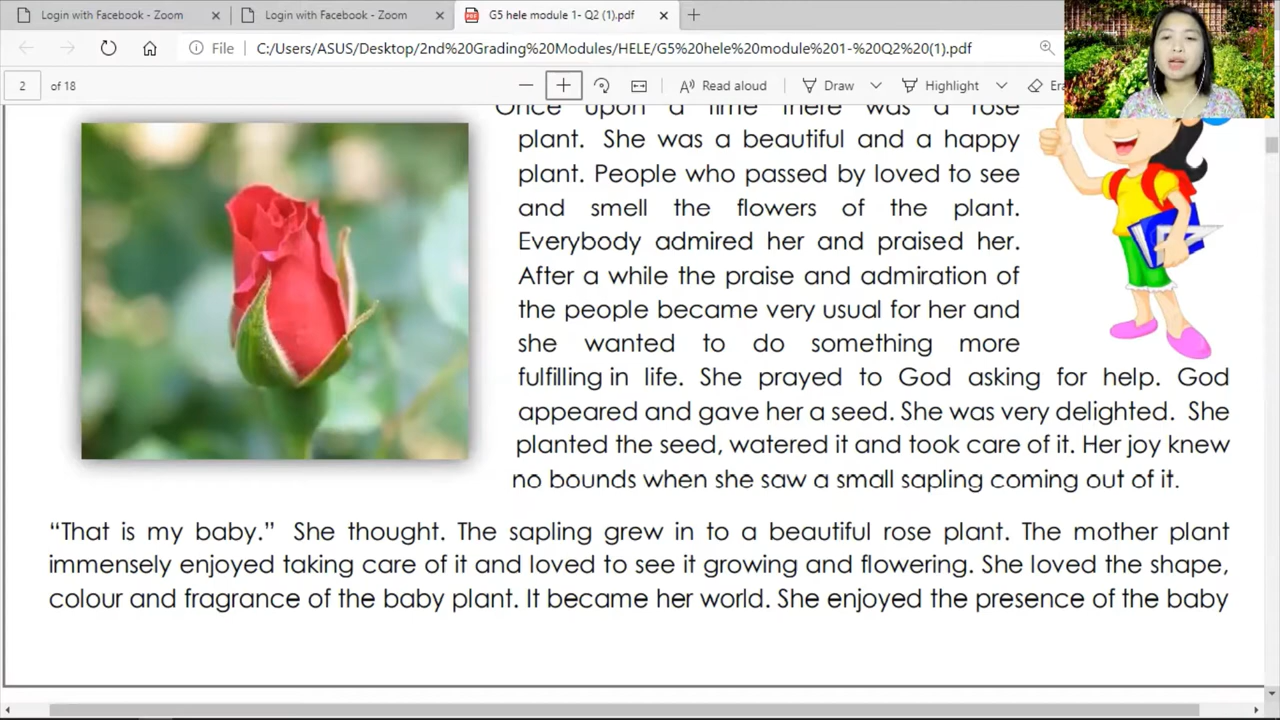 Login with Facebook - Zoom
Login with Facebook - Zoom
G5 hele module 1- Q2 (1).pdf
File
C:/Users/ASUS/Desktop/2nd%20Grading%20Modules/HELE/G5%20hele%20module%201-%20Q2%20(1).pdf
2 of 18
Read aloud
Draw
Highlight
Era
Once upon a time there was a rose
plant. She was a beautiful and a happy
plant. People who passed by loved to see
and smell the flowers of the plant.
Everybody admired her and praised her.
After a while the praise and admiration of
the people became very usual for her and
she wanted to do something more
fulfilling in life. She prayed to God asking for help. God
appeared and gave her a seed. She was very delighted. She
planted the seed, watered it and took care of it. Her joy knew
no bounds when she saw a small sapling coming out of it.
“That is my baby.” She thought. The sapling grew in to a beautiful rose plant. The mother plant
immensely enjoyed taking care of it and loved to see it growing and flowering. She loved the shape,
colour and fragrance of the baby plant. It became her world. She enjoyed the presence of the baby